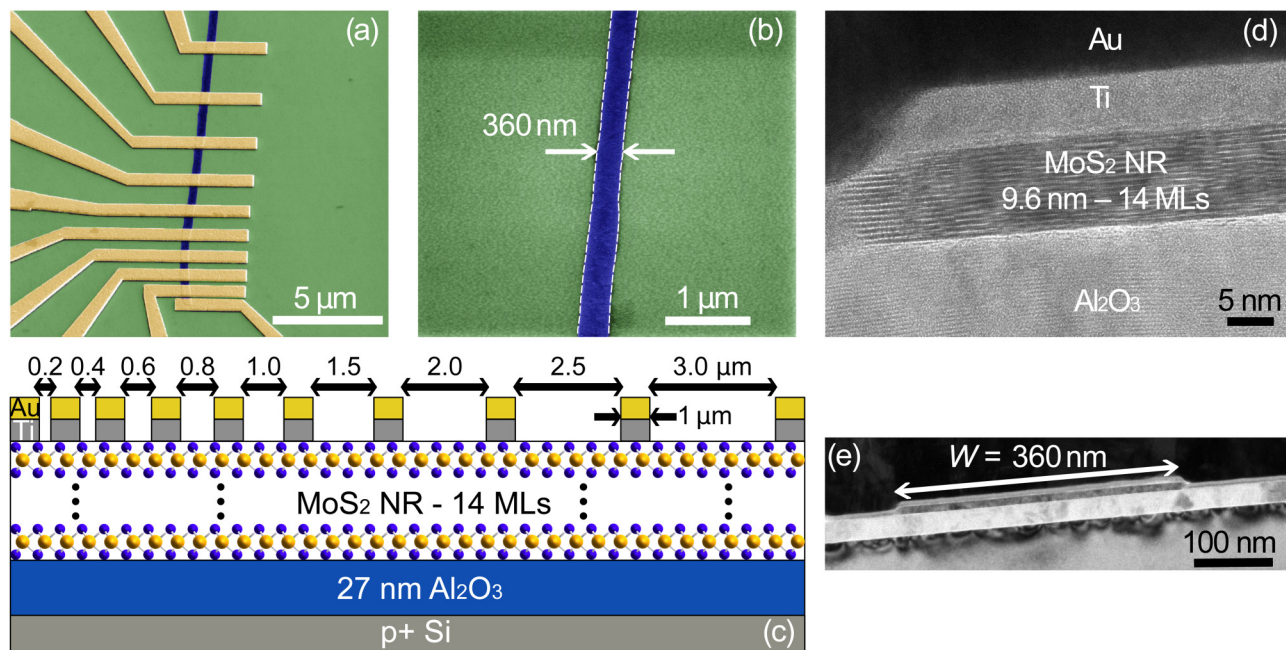 (a)
5 µm
(b)
360 nm
1 µm
(d)
Au
Ti
MoS₂ NR
9.6 nm – 14 MLs
Al₂O₃
5 nm
0.2 0.4 0.6 0.8 1.0 1.5 2.0 2.5 3.0 µm
Au
Ti
1 µm
MoS₂ NR - 14 MLs
27 nm Al₂O₃
p+ Si
(c)
(e)
W = 360 nm
100 nm